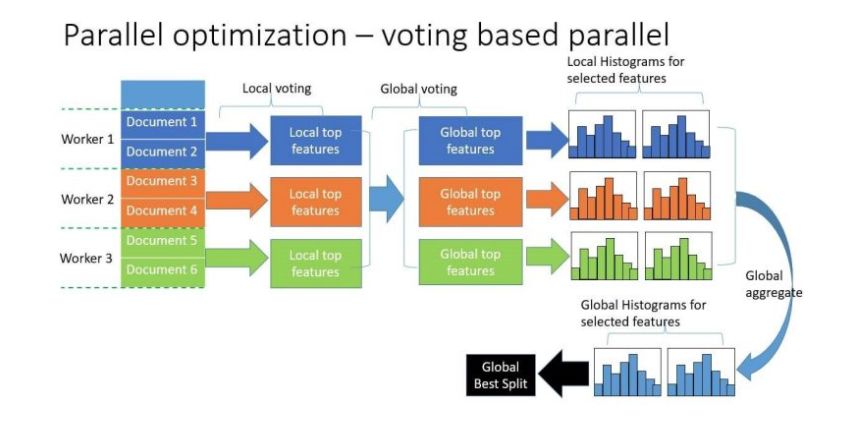 Parallel optimization – voting based parallel
Local Histograms for
selected features
Local voting
Global voting
Worker 1
Document 1
Document 2
Local top
features
Global top
features
Worker 2
Document 3
Document 4
Local top
features
Global top
features
Worker 3
Document 5
Document 6
Local top
features
Global top
features
Global
aggregate
Global Histograms for
selected features
Global
Best Split